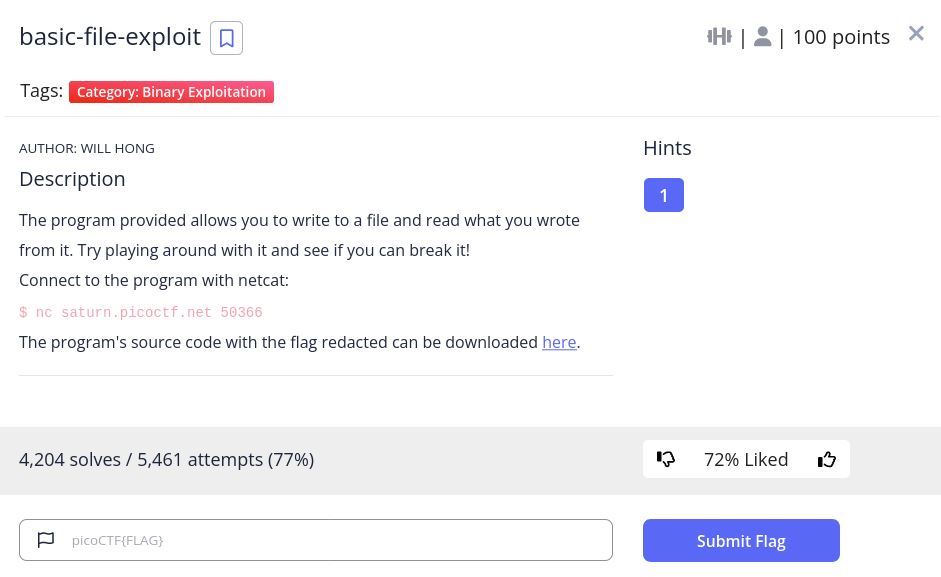 basic-file-exploit
| | 100 points
Tags: Category: Binary Exploitation
AUTHOR: WILL HONG
Description
The program provided allows you to write to a file and read what you wrote
from it. Try playing around with it and see if you can break it!
Connect to the program with netcat:
$ nc saturn.picoctf.net 50366
The program's source code with the flag redacted can be downloaded here.
Hints
1
4,204 solves / 5,461 attempts (77%)
72% Liked
picoCTF{FLAG}
Submit Flag